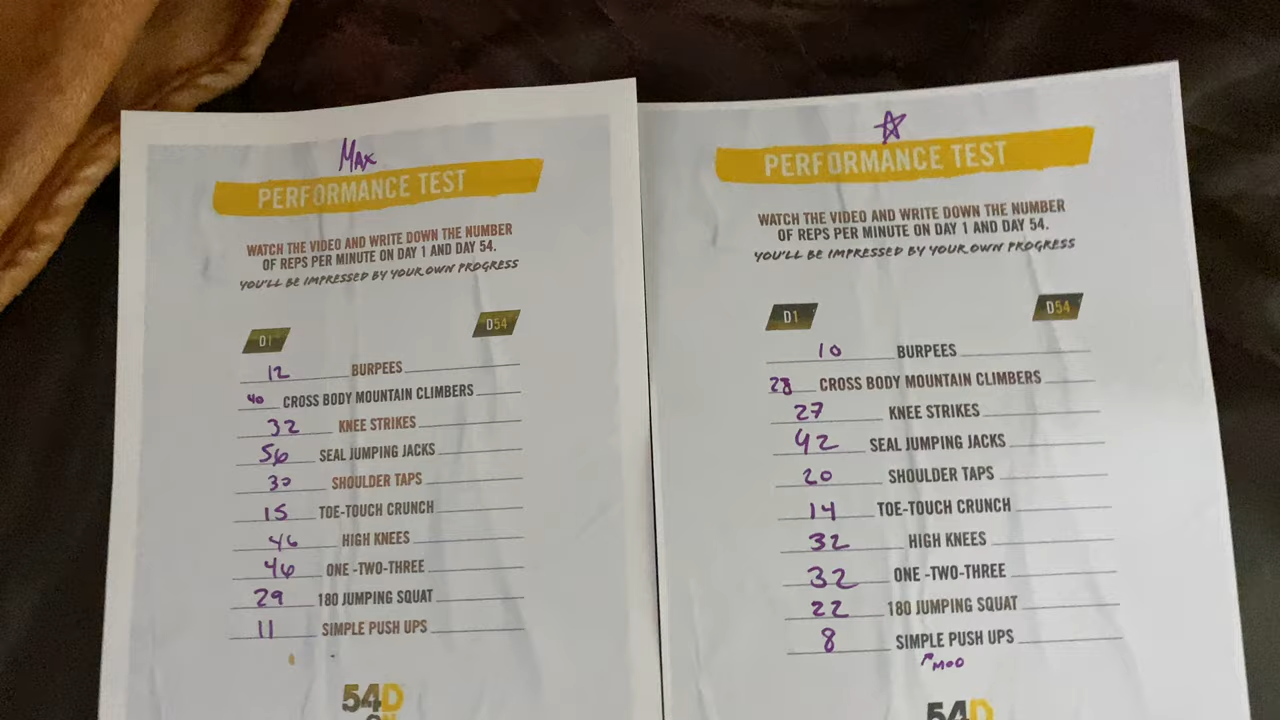 MAX
PERFORMANCE TEST
WATCH THE VIDEO AND WRITE DOWN THE NUMBER
OF REPS PER MINUTE ON DAY 1 AND DAY 54.
YOU'LL BE IMPRESSED BY YOUR OWN PROGRESS
D1 D54
12 BURPEES
40 CROSS BODY MOUNTAIN CLIMBERS
32 KNEE STRIKES
56 SEAL JUMPING JACKS
30 SHOULDER TAPS
15 TOE-TOUCH CRUNCH
46 HIGH KNEES
46 ONE -TWO-THREE
29 180 JUMPING SQUAT
11 SIMPLE PUSH UPS
54D
ON
PERFORMANCE TEST
WATCH THE VIDEO AND WRITE DOWN THE NUMBER
OF REPS PER MINUTE ON DAY 1 AND DAY 54.
YOU'LL BE IMPRESSED BY YOUR OWN PROGRESS
D1 D54
10 BURPEES
28 CROSS BODY MOUNTAIN CLIMBERS
27 KNEE STRIKES
42 SEAL JUMPING JACKS
20 SHOULDER TAPS
14 TOE-TOUCH CRUNCH
32 HIGH KNEES
32 ONE -TWO-THREE
22 180 JUMPING SQUAT
8 SIMPLE PUSH UPS
MOD
54D